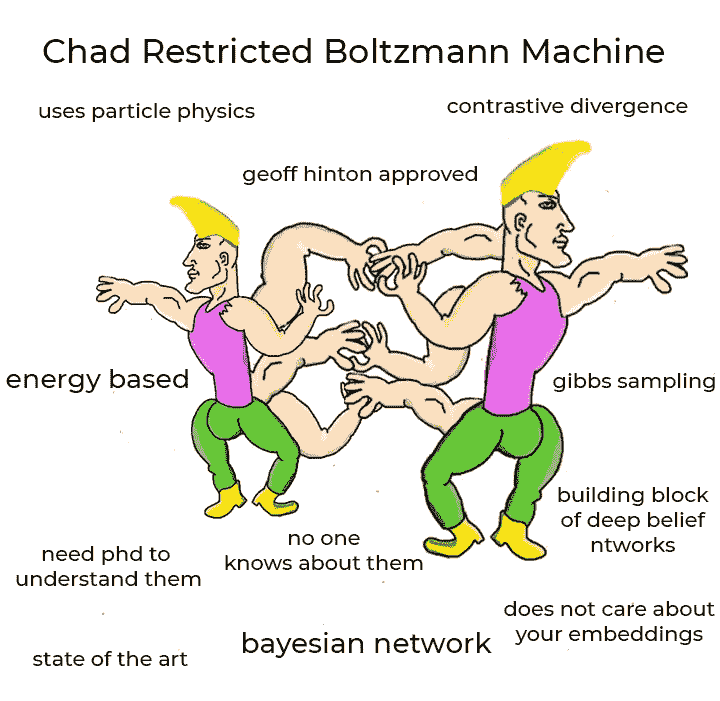 Chad Restricted Boltzmann Machine
uses particle physics
contrastive divergence
geoff hinton approved
energy based
gibbs sampling
building block
of deep belief
ntworks
no one
knows about them
need phd to
understand them
does not care about
your embeddings
bayesian network
state of the art